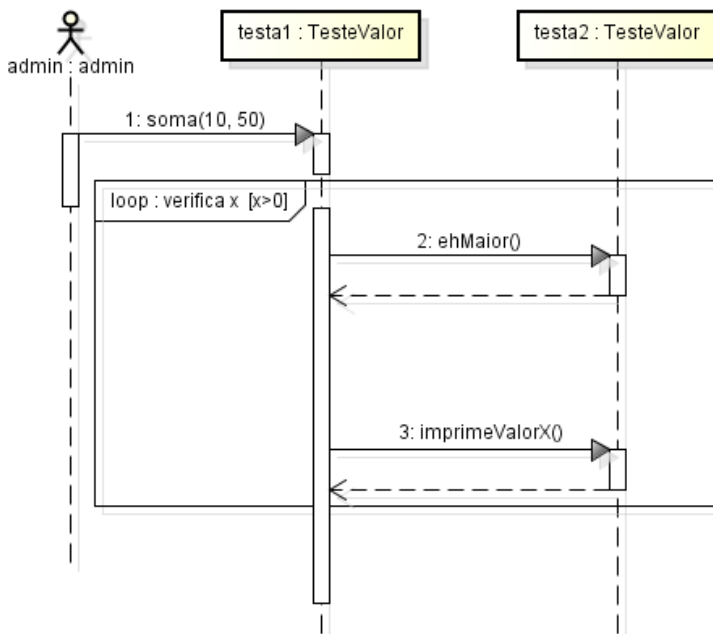 testa1 : TesteValor
testa2 : TesteValor
admin : admin
1: soma(10, 50)
loop : verifica x [x>0]
2: ehMaior()
3: imprimeValorX()